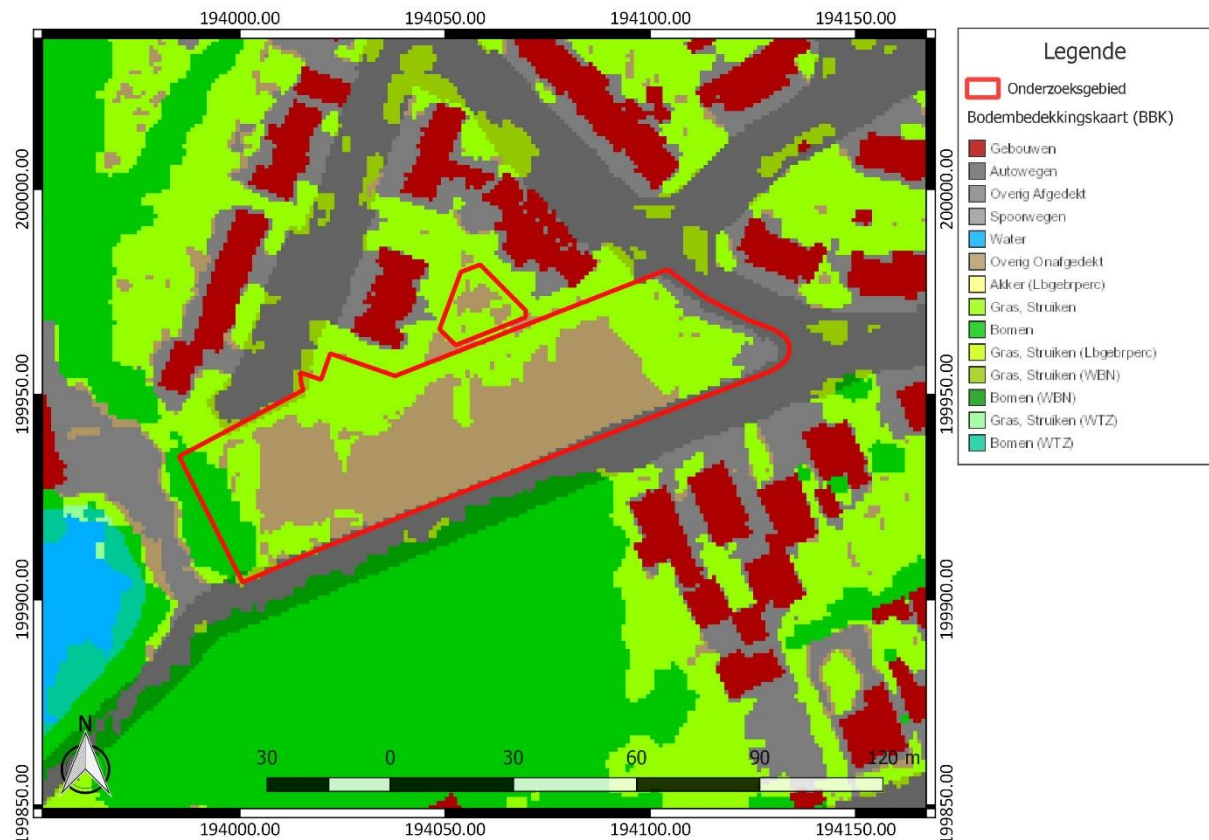 194000.00 194050.00 194100.00 194150.00
Legende
Onderzoeksgebied
Bodembedekkingskaart (BBK)
Gebouwen
Autowegen
Overig Afgedekt
Spoorwegen
Water
Overig Onafgedekt
Akker (Lbgebrperc)
Gras, Struiken
Bomen
Gras, Struiken (Lbgebrperc)
Gras, Struiken (WBN)
Bomen (WBN)
Gras, Struiken (WTZ)
Bomen (WTZ)
200000.00 200000.00
199950.00 199950.00
199900.00 199900.00
199850.00 199850.00
N
30 0 30 60 90 120 m
194000.00 194050.00 194100.00 194150.00